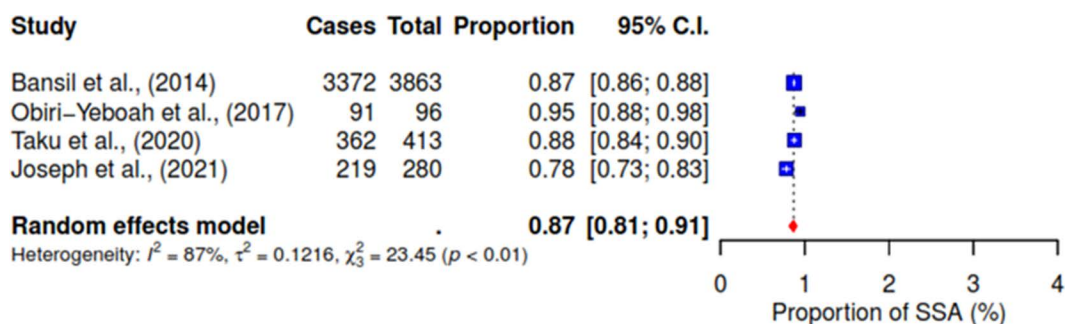 Study Cases Total Proportion 95% C.I.
Bansil et al., (2014) 3372 3863 0.87 [0.86; 0.88]
Obiri−Yeboah et al., (2017) 91 96 0.95 [0.88; 0.98]
Taku et al., (2020) 362 413 0.88 [0.84; 0.90]
Joseph et al., (2021) 219 280 0.78 [0.73; 0.83]
Random effects model . 0.87 [0.81; 0.91]
Heterogeneity: I² = 87%, τ² = 0.1216, χ²₃ = 23.45 (p < 0.01)
0 1 2 3 4
Proportion of SSA (%)